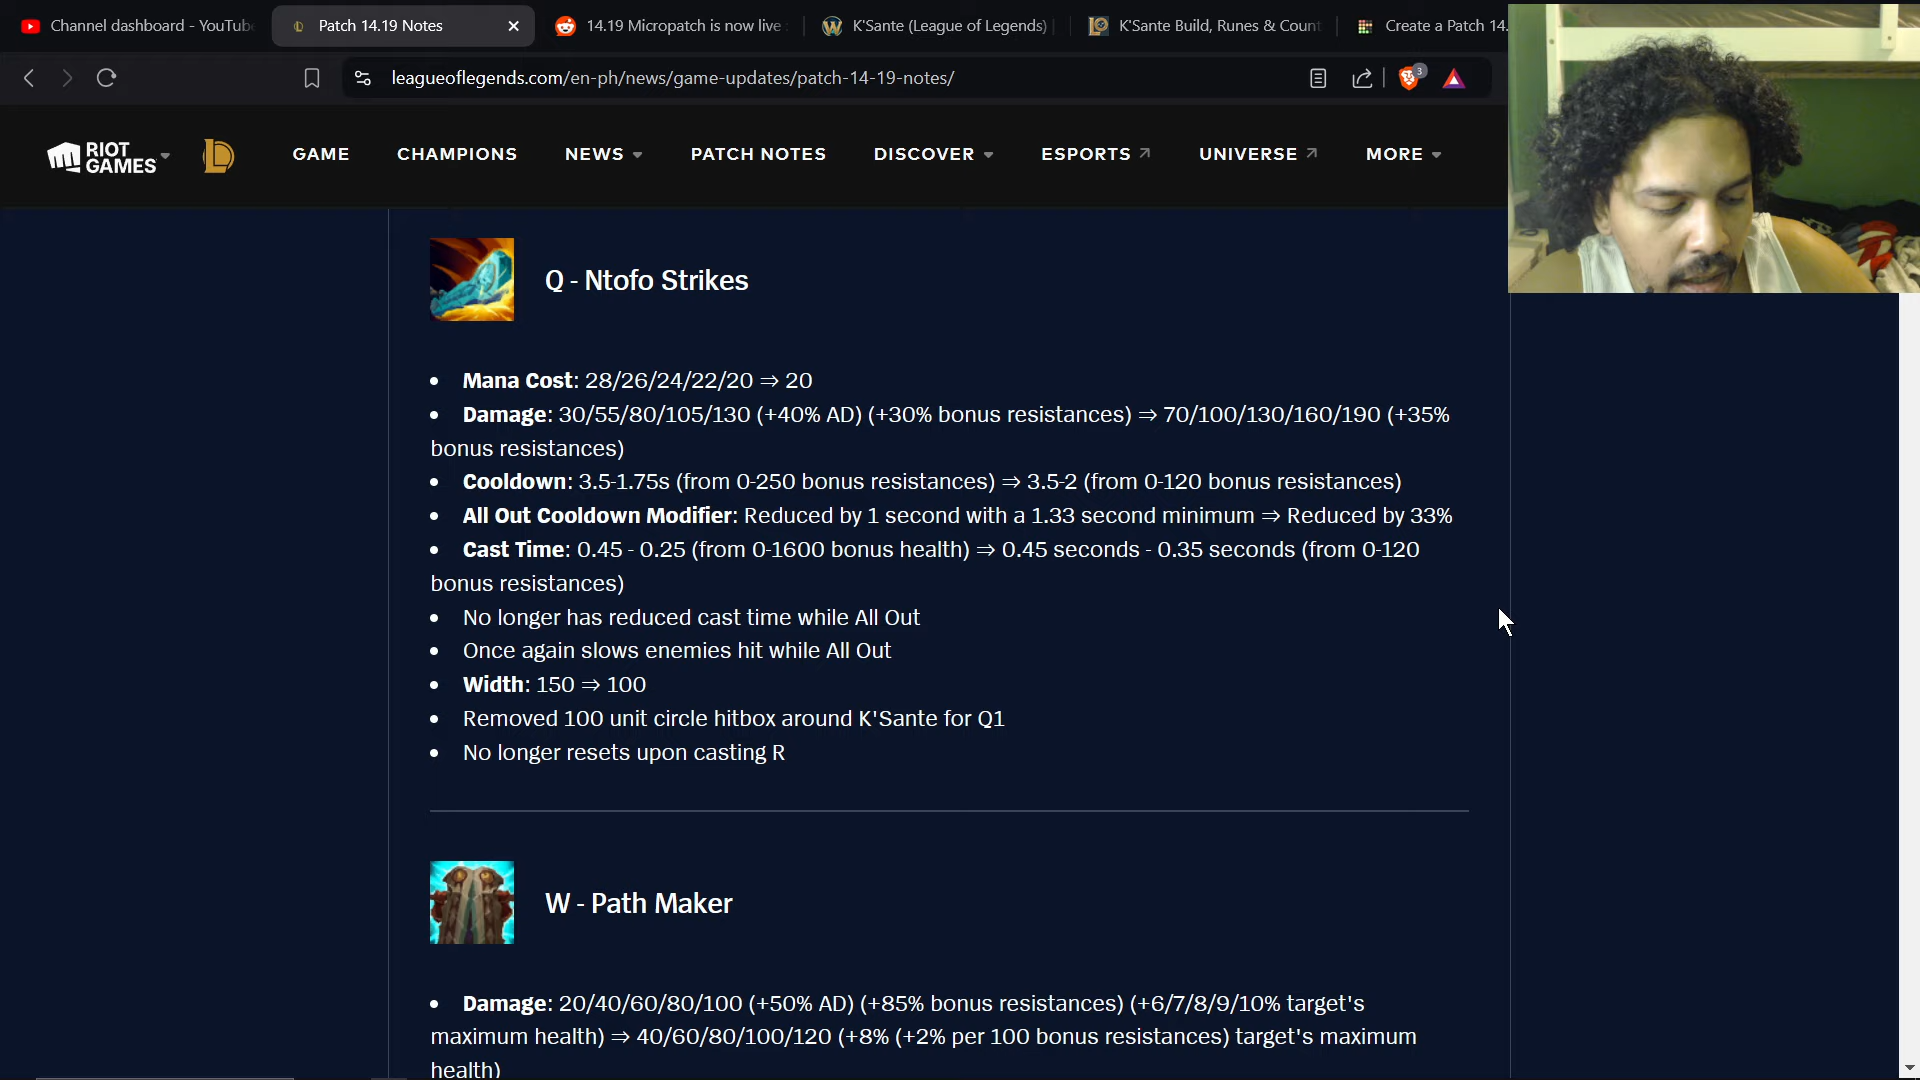 Channel dashboard - YouTub
Patch 14.19 Notes
14.19 Micropatch is now live
K'Sante (League of Legends)
K'Sante Build, Runes & Count
Create a Patch 14.
leagueoflegends.com/en-ph/news/game-updates/patch-14-19-notes/
3
RIOT GAMES
GAME
CHAMPIONS
NEWS
PATCH NOTES
DISCOVER
ESPORTS
UNIVERSE
MORE
Q - Ntofo Strikes
• Mana Cost: 28/26/24/22/20 ⇒ 20
• Damage: 30/55/80/105/130 (+40% AD) (+30% bonus resistances) ⇒ 70/100/130/160/190 (+35%
bonus resistances)
• Cooldown: 3.5-1.75s (from 0-250 bonus resistances) ⇒ 3.5-2 (from 0-120 bonus resistances)
• All Out Cooldown Modifier: Reduced by 1 second with a 1.33 second minimum ⇒ Reduced by 33%
• Cast Time: 0.45 - 0.25 (from 0-1600 bonus health) ⇒ 0.45 seconds - 0.35 seconds (from 0-120
bonus resistances)
• No longer has reduced cast time while All Out
• Once again slows enemies hit while All Out
• Width: 150 ⇒ 100
• Removed 100 unit circle hitbox around K'Sante for Q1
• No longer resets upon casting R
W - Path Maker
• Damage: 20/40/60/80/100 (+50% AD) (+85% bonus resistances) (+6/7/8/9/10% target's
maximum health) ⇒ 40/60/80/100/120 (+8% (+2% per 100 bonus resistances) target's maximum
health)